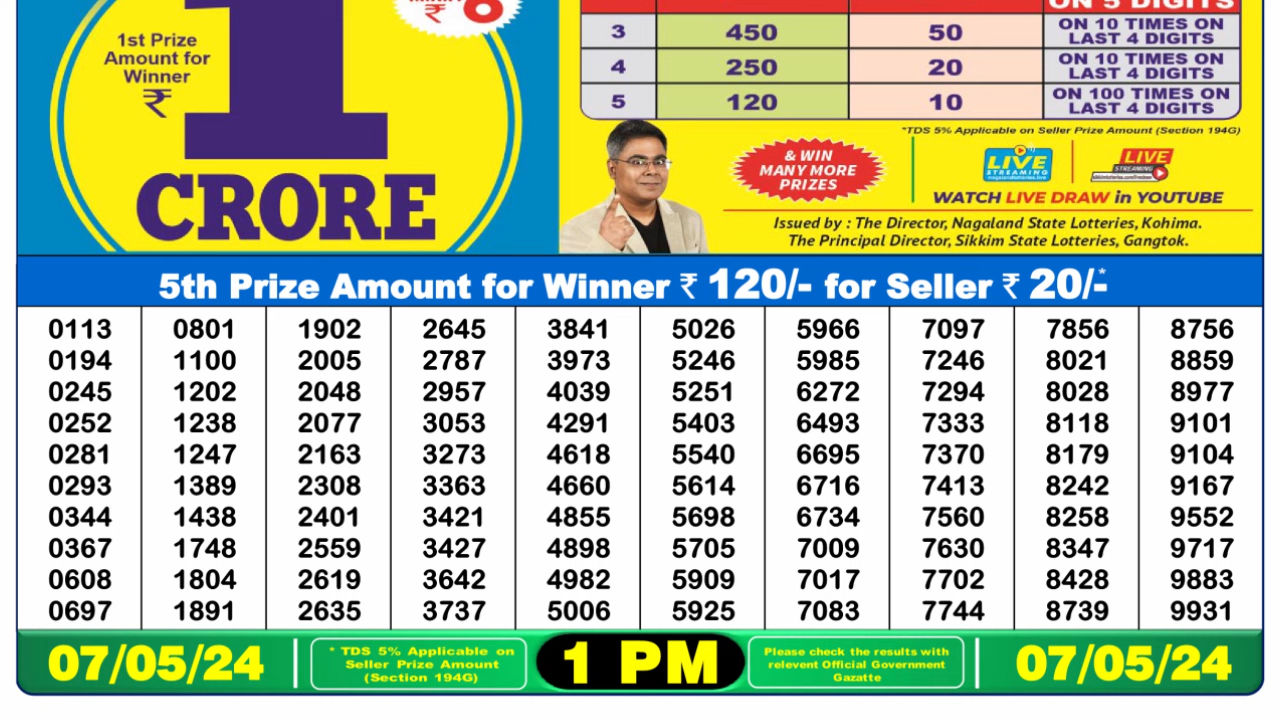 ₹ 6
1st Prize
Amount for
Winner
₹
1
CRORE
ON 5 DIGITS
3 450 50 ON 10 TIMES ON LAST 4 DIGITS
4 250 20 ON 10 TIMES ON LAST 4 DIGITS
5 120 10 ON 100 TIMES ON LAST 4 DIGITS
*TDS 5% Applicable on Seller Prize Amount (Section 194G)
& WIN
MANY MORE
PRIZES
LIVE
STREAMING
nagalandlotteries.live
LIVE
STREAMING
WATCH LIVE DRAW in YOUTUBE
Issued by : The Director, Nagaland State Lotteries, Kohima.
The Principal Director, Sikkim State Lotteries, Gangtok.
5th Prize Amount for Winner ₹ 120/- for Seller ₹ 20/-*
0113 0801 1902 2645 3841 5026 5966 7097 7856 8756
0194 1100 2005 2787 3973 5246 5985 7246 8021 8859
0245 1202 2048 2957 4039 5251 6272 7294 8028 8977
0252 1238 2077 3053 4291 5403 6493 7333 8118 9101
0281 1247 2163 3273 4618 5540 6695 7370 8179 9104
0293 1389 2308 3363 4660 5614 6716 7413 8242 9167
0344 1438 2401 3421 4855 5698 6734 7560 8258 9552
0367 1748 2559 3427 4898 5705 7009 7630 8347 9717
0608 1804 2619 3642 4982 5909 7017 7702 8428 9883
0697 1891 2635 3737 5006 5925 7083 7744 8739 9931
07/05/24
* TDS 5% Applicable on
Seller Prize Amount
(Section 194G)
1 PM
Please check the results with
relevent Official Government
Gazatte
07/05/24